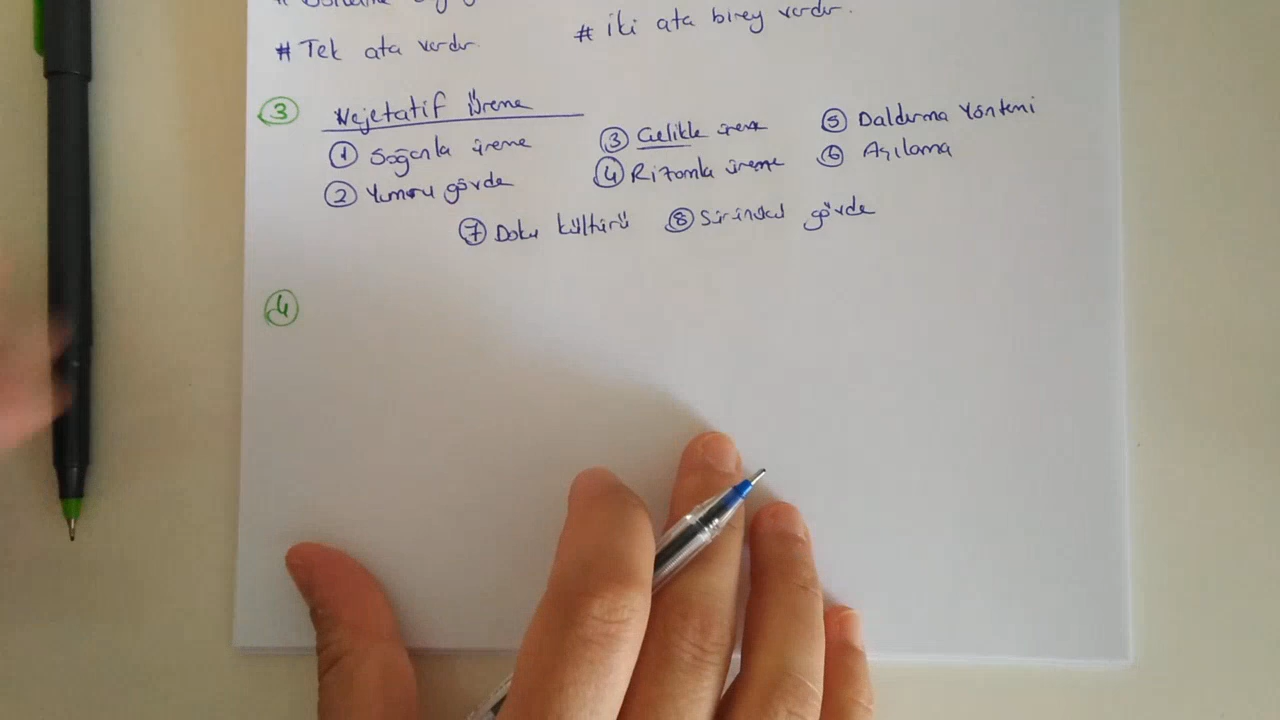 # Tek ata vardır.
# iki ata birey vardır.
③ Vejetatif Üreme
① Soğanla üreme
② Yumru gövde
③ Çelikle üreme
④ Rizomla üreme
⑤ Daldırma Yöntemi
⑥ Aşılama
⑦ Doku kültürü ⑧ Sürünücü gövde
④